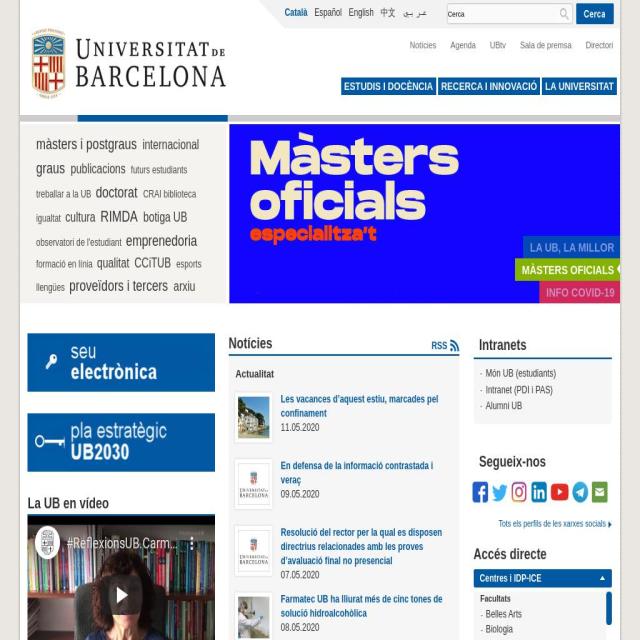 Català Español English 中文 عربي
Cerca
Cerca
UNIVERSITAT DE
BARCELONA
Notícies Agenda UBtv Sala de premsa Directori
ESTUDIS I DOCÈNCIA RECERCA I INNOVACIÓ LA UNIVERSITAT
màsters i postgraus internacional
graus publicacions futurs estudiants
treballar a la UB doctorat CRAI biblioteca
igualtat cultura RIMDA botiga UB
observatori de l'estudiant emprenedoria
formació en línia qualitat CCiTUB esports
llengües proveïdors i tercers arxiu
Màsters
oficials
especialitza't
LA UB, LA MILLOR
MÀSTERS OFICIALS
INFO COVID-19
seu
electrònica
pla estratègic
UB2030
La UB en vídeo
#ReflexionsUB.Carm...
Notícies
RSS
Actualitat
Les vacances d'aquest estiu, marcades pel
confinament
11.05.2020
UNIVERSITAT DE
BARCELONA
En defensa de la informació contrastada i
veraç
09.05.2020
UNIVERSITAT DE
BARCELONA
Resolució del rector per la qual es disposen
directrius relacionades amb les proves
d'avaluació final no presencial
07.05.2020
Farmatec UB ha lliurat més de cinc tones de
solució hidroalcohòlica
08.05.2020
Intranets
- Món UB (estudiants)
- Intranet (PDI i PAS)
- Alumni UB
Segueix-nos
Tots els perfils de les xarxes socials
Accés directe
Centres i IDP-ICE
Facultats
- Belles Arts
- Biologia